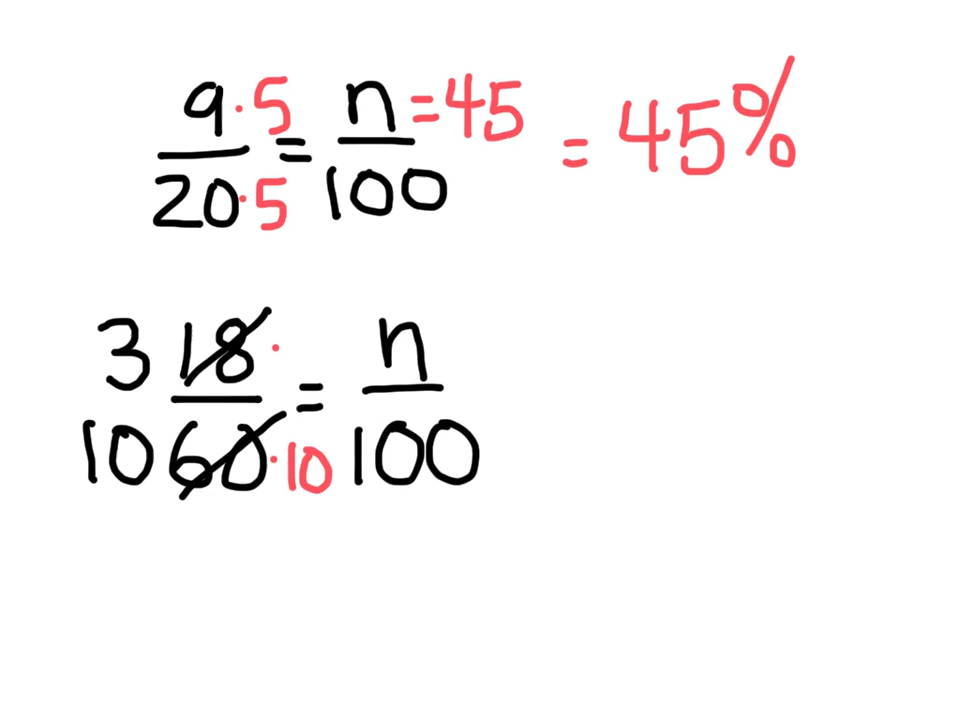 9·5 = n = 45 = 45%
20·5 100
3 18· = n
10 60·10 100